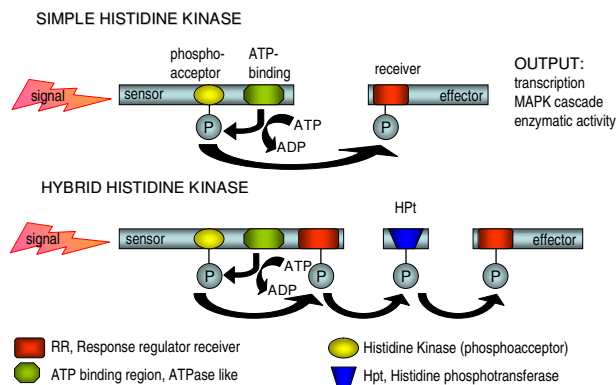 SIMPLE HISTIDINE KINASE
phospho-
acceptor
ATP-
binding
receiver
OUTPUT:
transcription
MAPK cascade
enzymatic activity
signal
sensor
effector
P
ATP
ADP
P
HYBRID HISTIDINE KINASE
HPt
signal
sensor
effector
P
ATP
ADP
P
P
P
RR, Response regulator receiver
Histidine Kinase (phosphoacceptor)
ATP binding region, ATPase like
Hpt, Histidine phosphotransferase